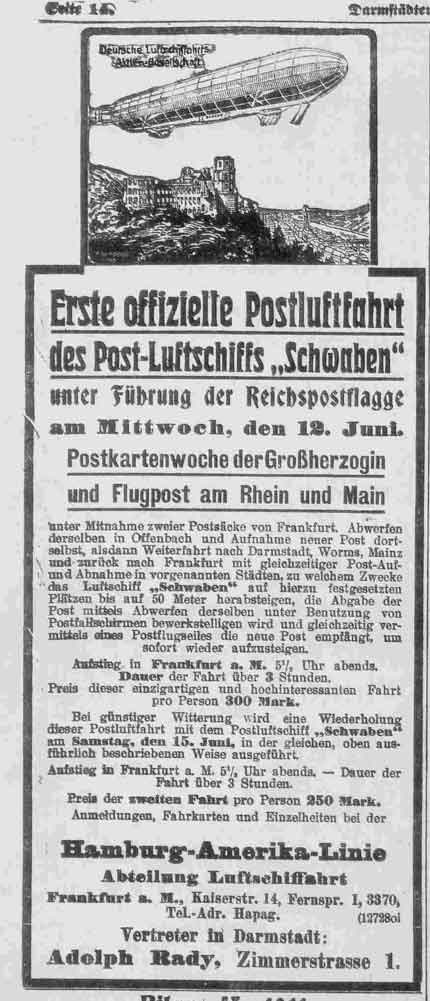 Seite 14.
Darmstädter
Deutsche Luftschiffahrts
Aktien-Gesellschaft
Erste offizielle Postluftfahrt
des Post-Luftschiffs „Schwaben“
unter Führung der Reichspostflagge
am Mittwoch, den 12. Juni.
Postkartenwoche der Großherzogin
und Flugpost am Rhein und Main
unter Mitnahme zweier Postsäcke von Frankfurt. Abwerfen
derselben in Offenbach und Aufnahme neuer Post dort-
selbst, alsdann Weiterfahrt nach Darmstadt, Worms, Mainz
und zurück nach Frankfurt mit gleichzeitiger Post-Auf-
und Abnahme in vorgenannten Städten, zu welchem Zwecke
das Luftschiff „Schwaben“ auf hierzu festgesetzten
Plätzen bis auf 50 Meter herabsteigen, die Abgabe der
Post mittels Abwerfen derselben unter Benutzung von
Postfallschirmen bewerkstelligen wird und gleichzeitig ver-
mittels eines Postflugseiles die neue Post empfängt, um
sofort wieder aufzusteigen.
Aufstieg in Frankfurt a. M. 5¹/₂ Uhr abends.
Dauer der Fahrt über 3 Stunden.
Preis dieser einzigartigen und hochinteressanten Fahrt
pro Person 300 Mark.
Bei günstiger Witterung wird eine Wiederholung
dieser Postluftfahrt mit dem Postluftschiff „Schwaben“
am Samstag, den 15. Juni, in der gleichen, oben aus-
führlich beschriebenen Weise ausgeführt.
Aufstieg in Frankfurt a. M. 5¹/₂ Uhr abends. — Dauer der
Fahrt über 3 Stunden.
Preis der zweiten Fahrt pro Person 250 Mark.
Anmeldungen, Fahrkarten und Einzelheiten bei der
Hamburg-Amerika-Linie
Abteilung Luftschiffahrt
Frankfurt a. M., Kaiserstr. 14, Fernspr. I, 3370,
Tel.-Adr. Hapag. (12728oi
Vertreter in Darmstadt:
Adolph Rady, Zimmerstrasse 1.